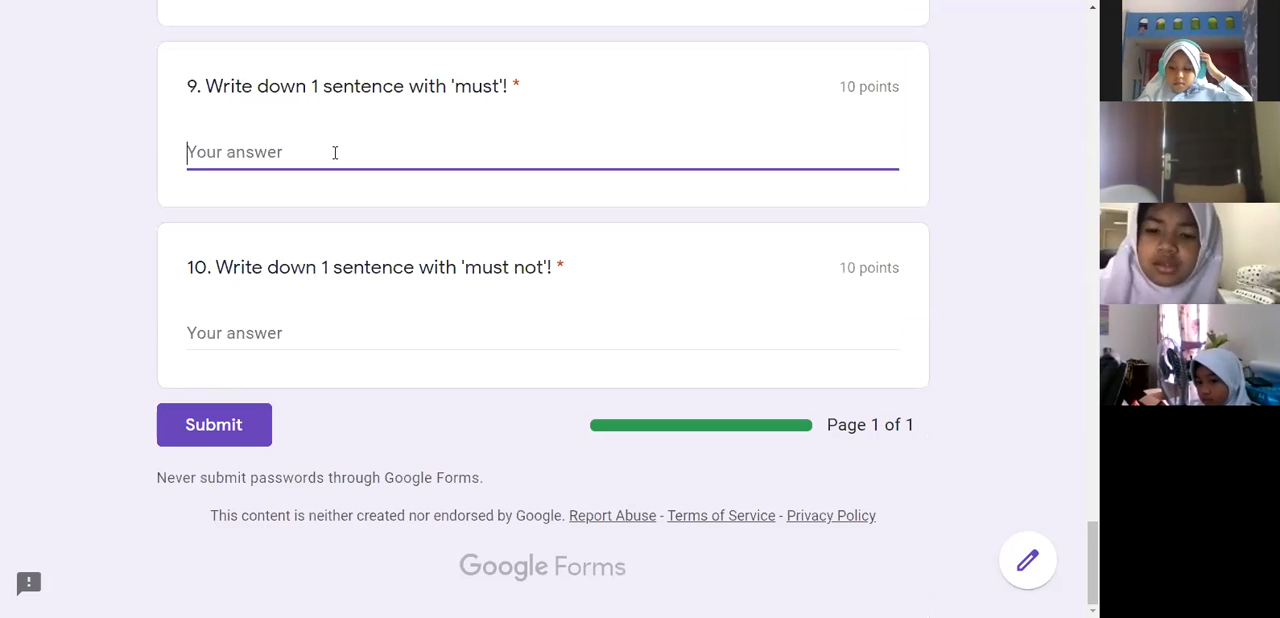 9. Write down 1 sentence with 'must'! *
10 points
Your answer
10. Write down 1 sentence with 'must not'! *
10 points
Your answer
Submit
Page 1 of 1
Never submit passwords through Google Forms.
This content is neither created nor endorsed by Google. Report Abuse - Terms of Service - Privacy Policy
Google Forms